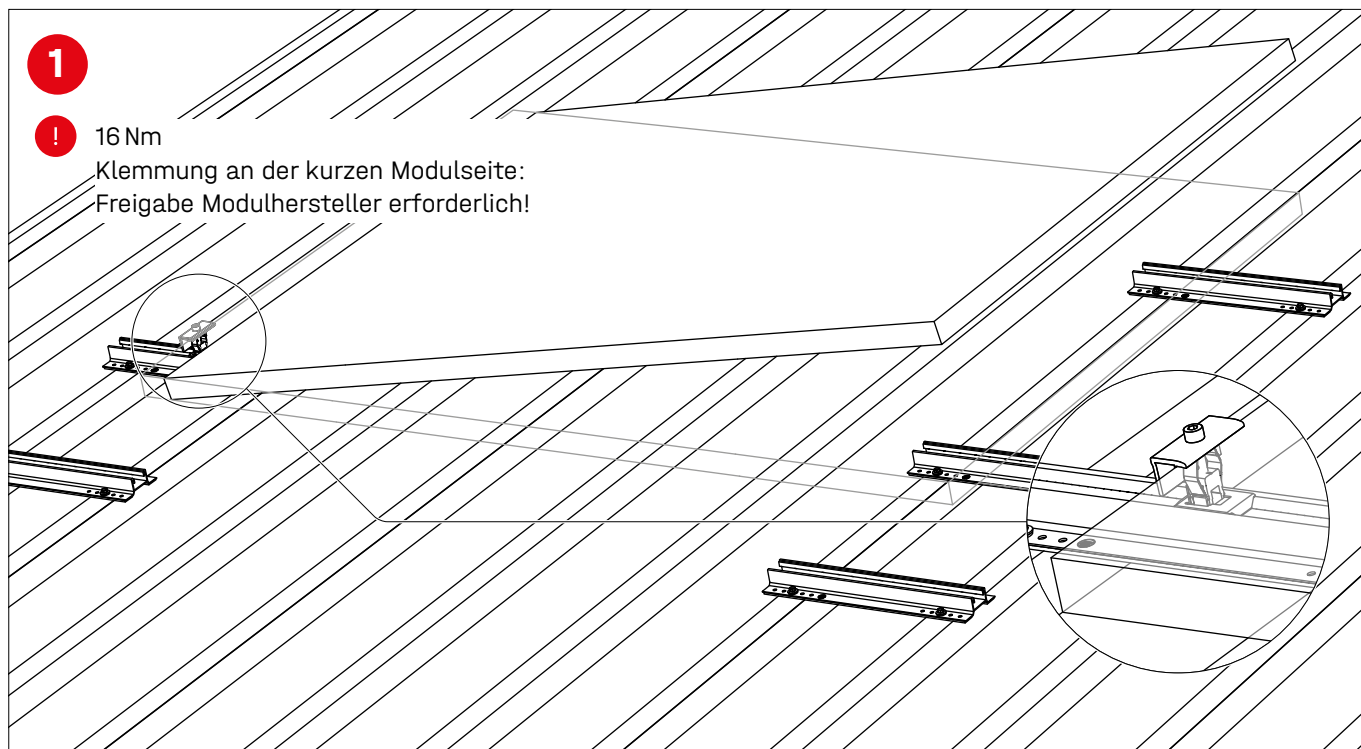 1
! 16 Nm
Klemmung an der kurzen Modulseite:
Freigabe Modulhersteller erforderlich!